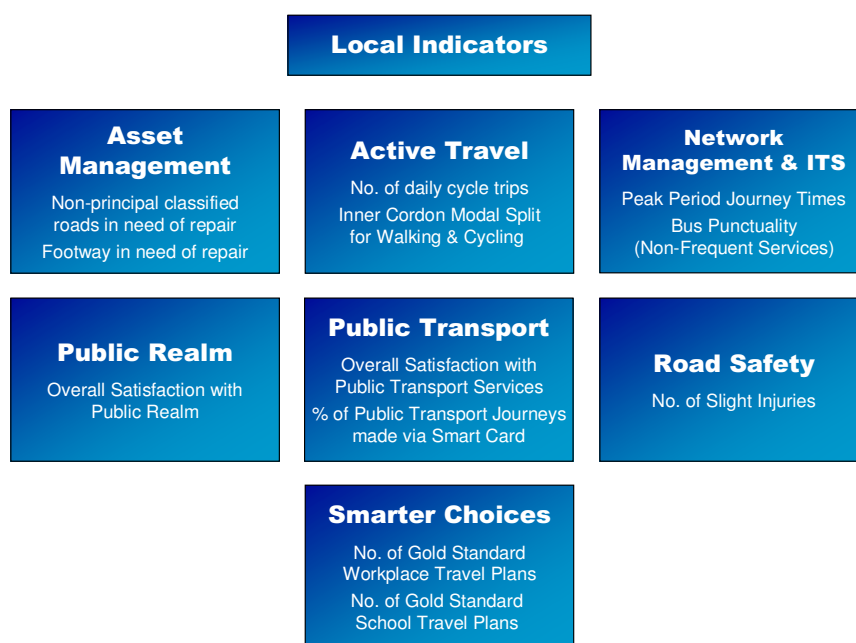 Local Indicators
Asset
Management
Non-principal classified
roads in need of repair
Footway in need of repair
Active Travel
No. of daily cycle trips
Inner Cordon Modal Split
for Walking & Cycling
Network
Management & ITS
Peak Period Journey Times
Bus Punctuality
(Non-Frequent Services)
Public Realm
Overall Satisfaction with
Public Realm
Public Transport
Overall Satisfaction with
Public Transport Services
% of Public Transport Journeys
made via Smart Card
Road Safety
No. of Slight Injuries
Smarter Choices
No. of Gold Standard
Workplace Travel Plans
No. of Gold Standard
School Travel Plans